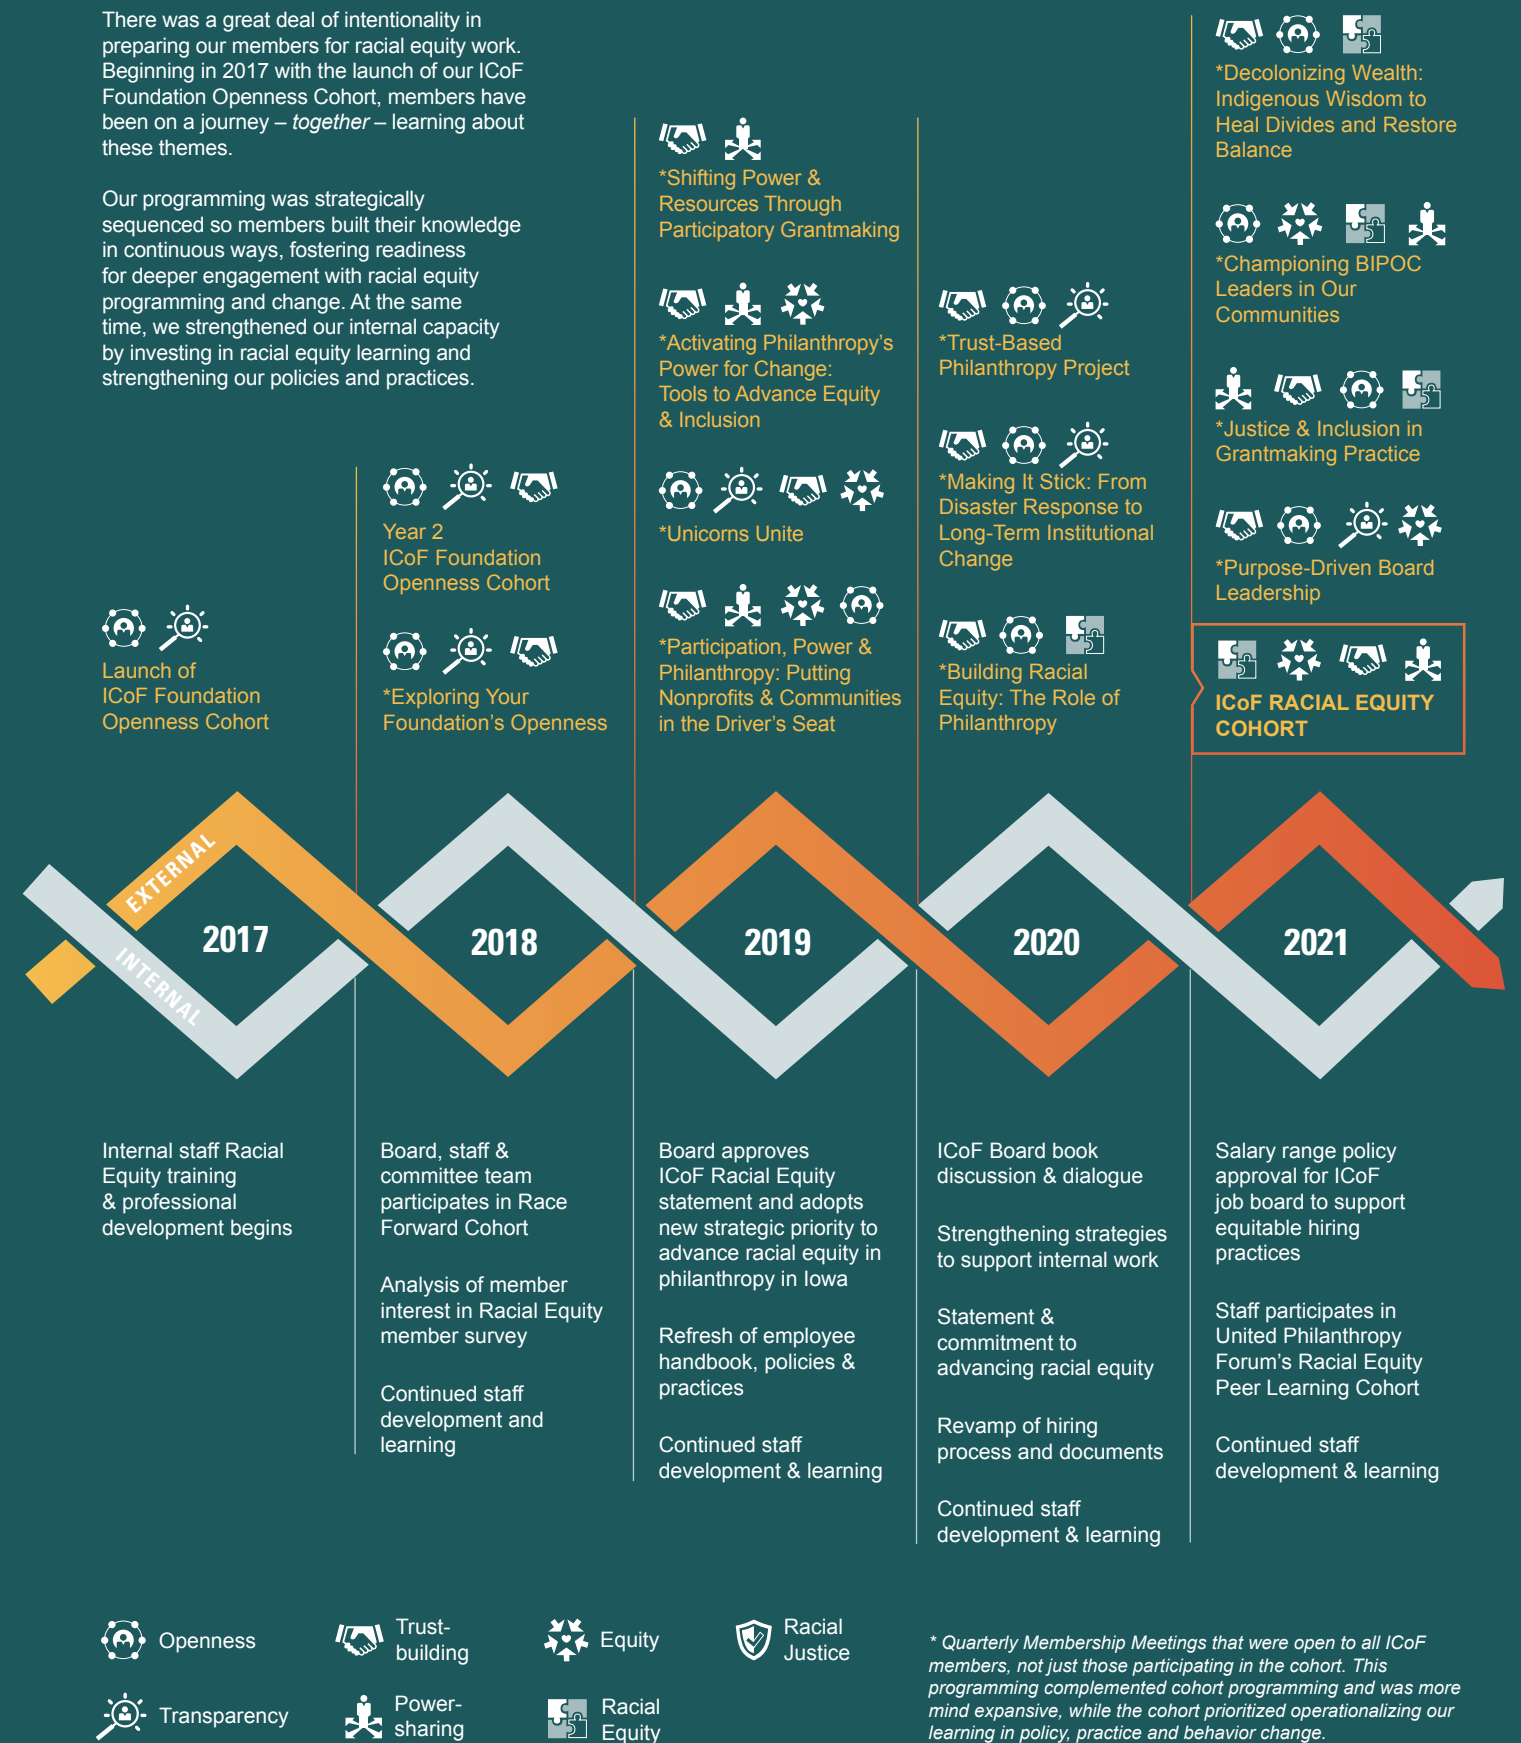 There was a great deal of intentionality in
preparing our members for racial equity work.
Beginning in 2017 with the launch of our ICoF
Foundation Openness Cohort, members have
been on a journey – together – learning about
these themes.
Our programming was strategically
sequenced so members built their knowledge
in continuous ways, fostering readiness
for deeper engagement with racial equity
programming and change. At the same
time, we strengthened our internal capacity
by investing in racial equity learning and
strengthening our policies and practices.
Launch of
ICoF Foundation
Openness Cohort
Year 2
ICoF Foundation
Openness Cohort
*Exploring Your
Foundation's Openness
*Shifting Power &
Resources Through
Participatory Grantmaking
*Activating Philanthropy's
Power for Change:
Tools to Advance Equity
& Inclusion
*Unicorns Unite
*Participation, Power &
Philanthropy: Putting
Nonprofits & Communities
in the Driver's Seat
*Trust-Based
Philanthropy Project
*Making It Stick: From
Disaster Response to
Long-Term Institutional
Change
*Building Racial
Equity: The Role of
Philanthropy
*Decolonizing Wealth:
Indigenous Wisdom to
Heal Divides and Restore
Balance
*Championing BIPOC
Leaders in Our
Communities
*Justice & Inclusion in
Grantmaking Practice
*Purpose-Driven Board
Leadership
ICoF RACIAL EQUITY
COHORT
EXTERNAL
INTERNAL
2017
2018
2019
2020
2021
Internal staff Racial
Equity training
& professional
development begins
Board, staff &
committee team
participates in Race
Forward Cohort
Analysis of member
interest in Racial Equity
member survey
Continued staff
development and
learning
Board approves
ICoF Racial Equity
statement and adopts
new strategic priority to
advance racial equity in
philanthropy in Iowa
Refresh of employee
handbook, policies &
practices
Continued staff
development & learning
ICoF Board book
discussion & dialogue
Strengthening strategies
to support internal work
Statement &
commitment to
advancing racial equity
Revamp of hiring
process and documents
Continued staff
development & learning
Salary range policy
approval for ICoF
job board to support
equitable hiring
practices
Staff participates in
United Philanthropy
Forum's Racial Equity
Peer Learning Cohort
Continued staff
development & learning
Openness
Trust-
building
Equity
Racial
Justice
Transparency
Power-
sharing
Racial
Equity
* Quarterly Membership Meetings that were open to all ICoF
members, not just those participating in the cohort. This
programming complemented cohort programming and was more
mind expansive, while the cohort prioritized operationalizing our
learning in policy, practice and behavior change.